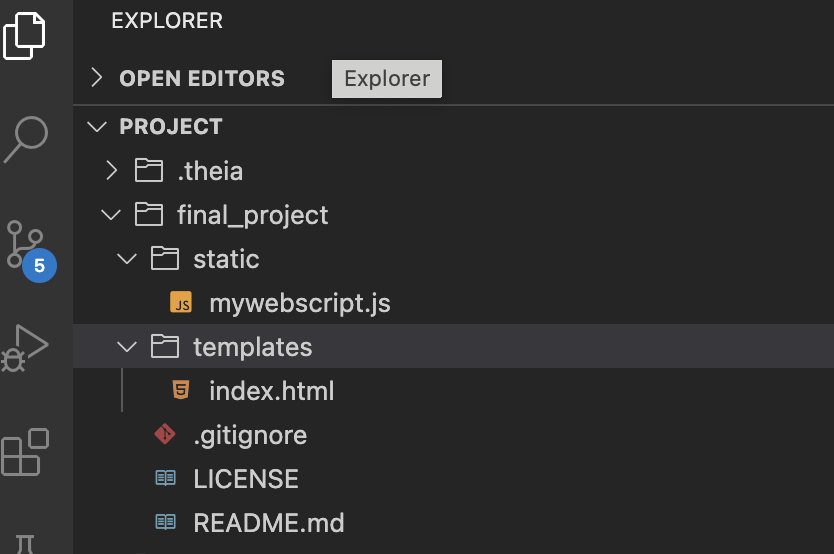 EXPLORER
OPEN EDITORS Explorer
PROJECT
.theia
final_project
static
JS mywebscript.js
templates
5 index.html
.gitignore
LICENSE
README.md
5